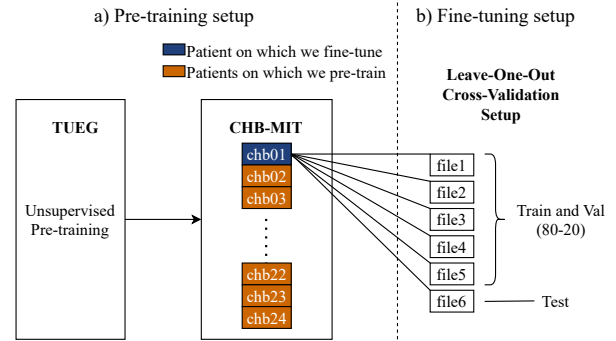 a) Pre-training setup
b) Fine-tuning setup
Patient on which we fine-tune
Patients on which we pre-train
Leave-One-Out
Cross-Validation
Setup
TUEG
Unsupervised
Pre-training
CHB-MIT
chb01
chb02
chb03
chb22
chb23
chb24
file1
file2
file3
file4
file5
file6
Train and Val
(80-20)
Test